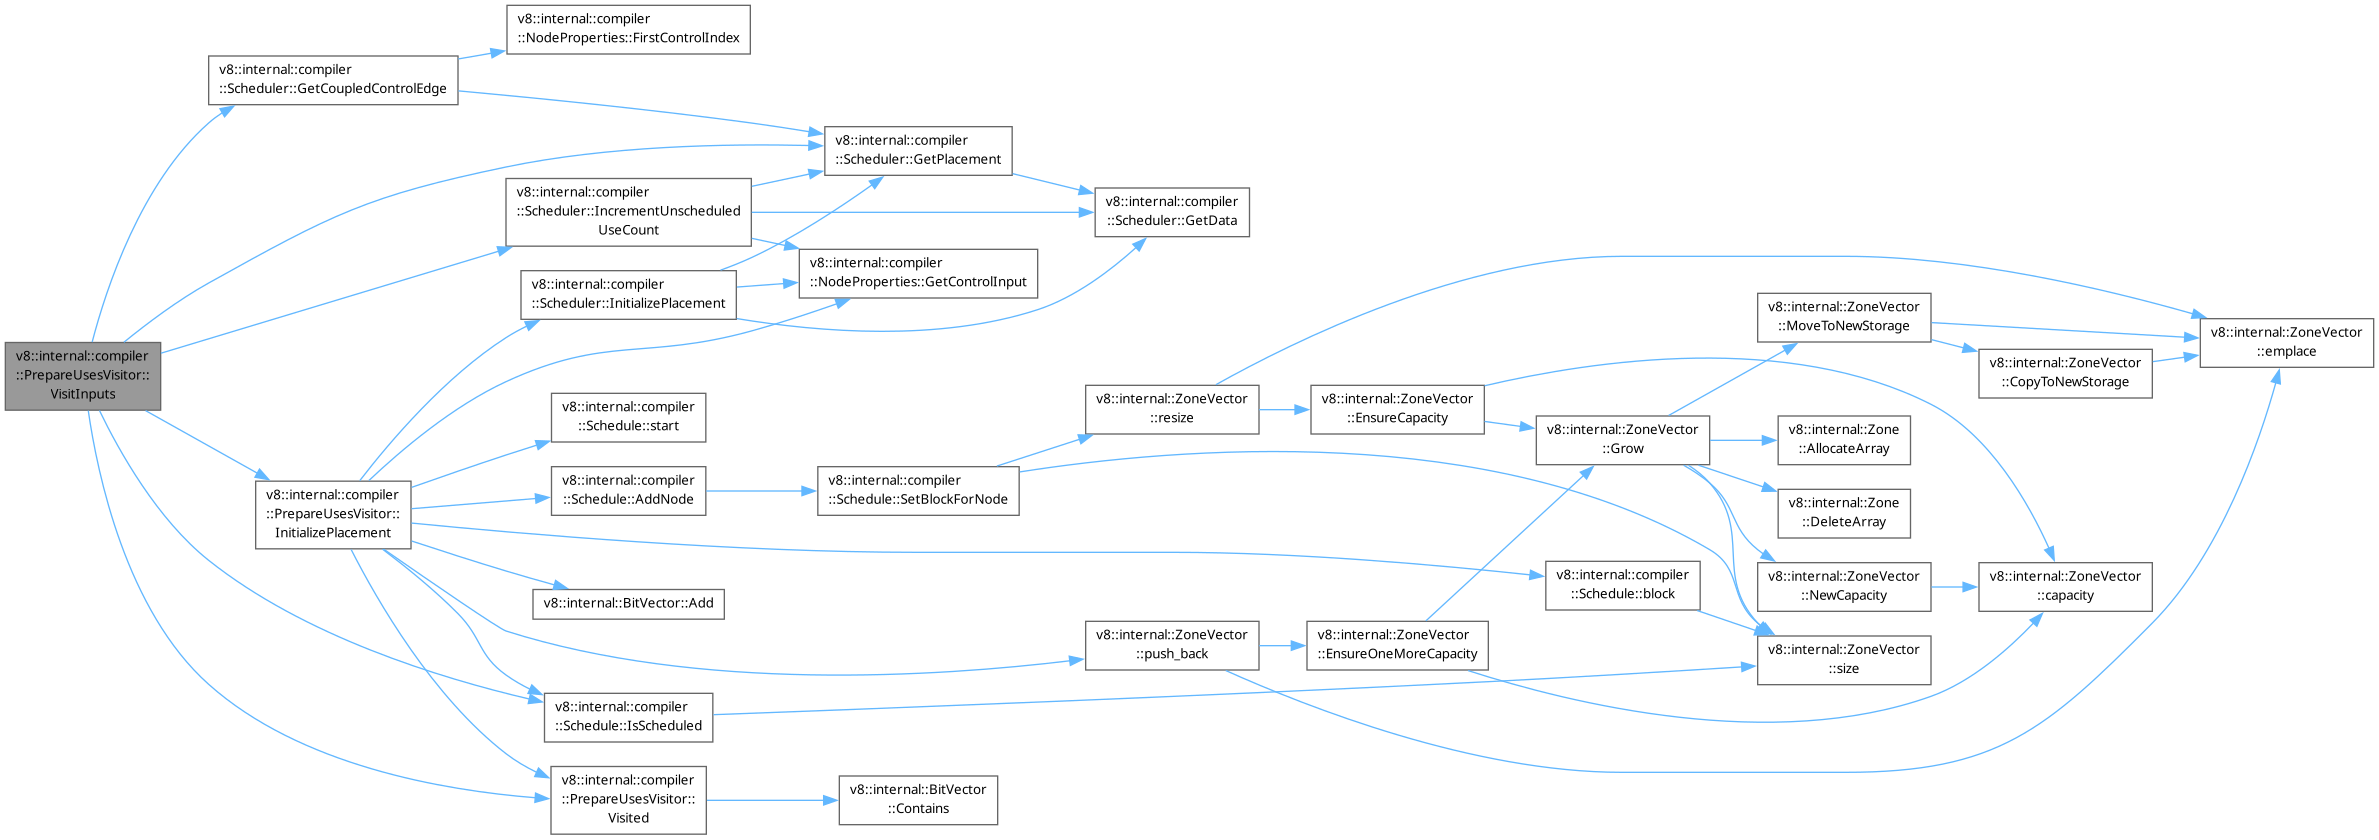 v8::internal::compiler
::PrepareUsesVisitor::
VisitInputs
v8::internal::compiler
::Scheduler::GetCoupledControlEdge
v8::internal::compiler
::NodeProperties::FirstControlIndex
v8::internal::compiler
::Scheduler::GetPlacement
v8::internal::compiler
::Scheduler::GetData
v8::internal::compiler
::Scheduler::IncrementUnscheduled
UseCount
v8::internal::compiler
::NodeProperties::GetControlInput
v8::internal::compiler
::PrepareUsesVisitor::
InitializePlacement
v8::internal::compiler
::Scheduler::InitializePlacement
v8::internal::compiler
::Schedule::start
v8::internal::compiler
::Schedule::AddNode
v8::internal::compiler
::Schedule::SetBlockForNode
v8::internal::ZoneVector
::resize
v8::internal::ZoneVector
::EnsureCapacity
v8::internal::ZoneVector
::Grow
v8::internal::ZoneVector
::MoveToNewStorage
v8::internal::ZoneVector
::CopyToNewStorage
v8::internal::ZoneVector
::emplace
v8::internal::Zone
::AllocateArray
v8::internal::Zone
::DeleteArray
v8::internal::ZoneVector
::NewCapacity
v8::internal::ZoneVector
::capacity
v8::internal::ZoneVector
::size
v8::internal::compiler
::Schedule::block
v8::internal::BitVector::Add
v8::internal::ZoneVector
::push_back
v8::internal::ZoneVector
::EnsureOneMoreCapacity
v8::internal::compiler
::Schedule::IsScheduled
v8::internal::compiler
::PrepareUsesVisitor::
Visited
v8::internal::BitVector
::Contains